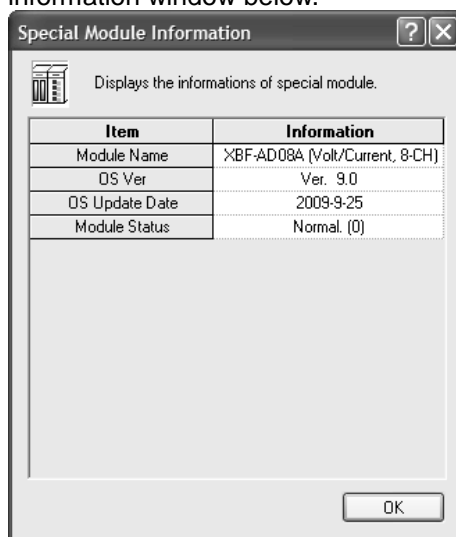 information window below.
Special Module Information
Displays the informations of special module.
Item Information
Module Name XBF-AD08A (Volt/Current, 8-CH)
OS Ver Ver. 9.0
OS Update Date 2009-9-25
Module Status Normal. (0)
OK